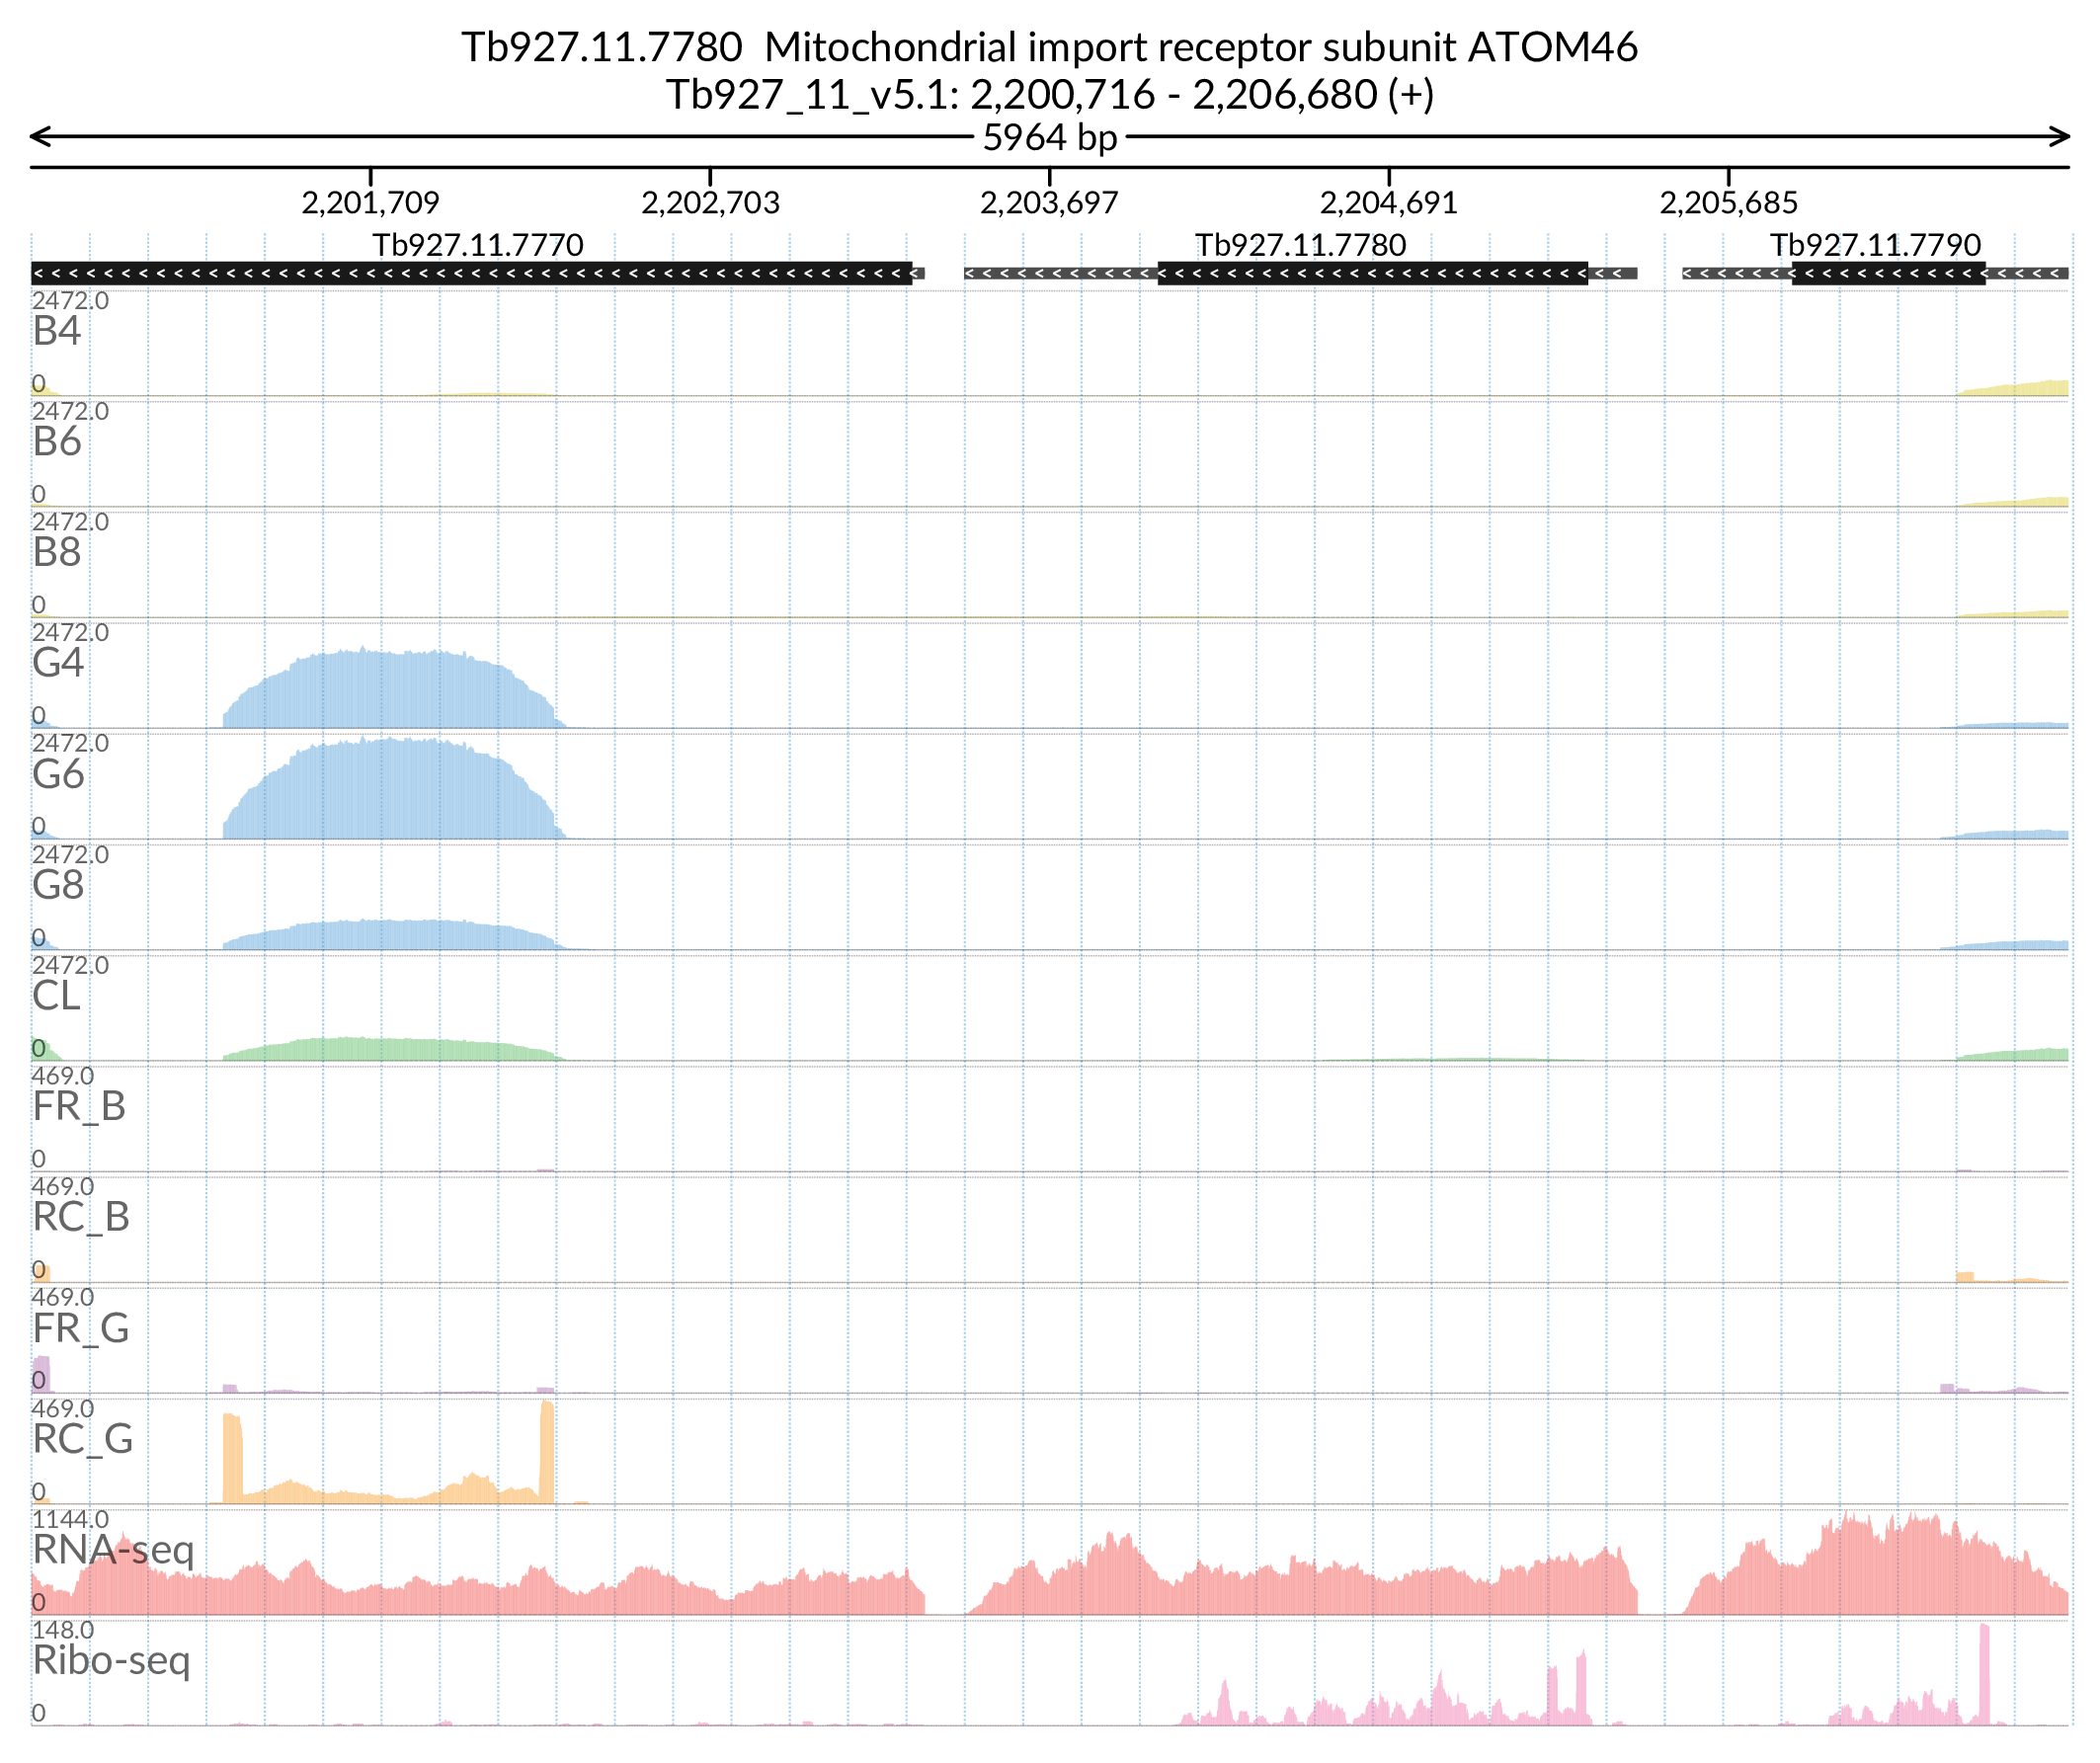 Tb927.11.7780  Mitochondrial import receptor subunit ATOM46
Tb927_11_v5.1: 2,200,716 - 2,206,680 (+)
5964 bp
2,201,709 2,202,703 2,203,697 2,204,691 2,205,685
Tb927.11.7770 Tb927.11.7780 Tb927.11.7790
2472.0
B4
0
2472.0
B6
0
2472.0
B8
0
2472.0
G4
0
2472.0
G6
0
2472.0
G8
0
2472.0
CL
0
469.0
FR_B
0
469.0
RC_B
0
469.0
FR_G
0
469.0
RC_G
0
1144.0
RNA-seq
0
148.0
Ribo-seq
0